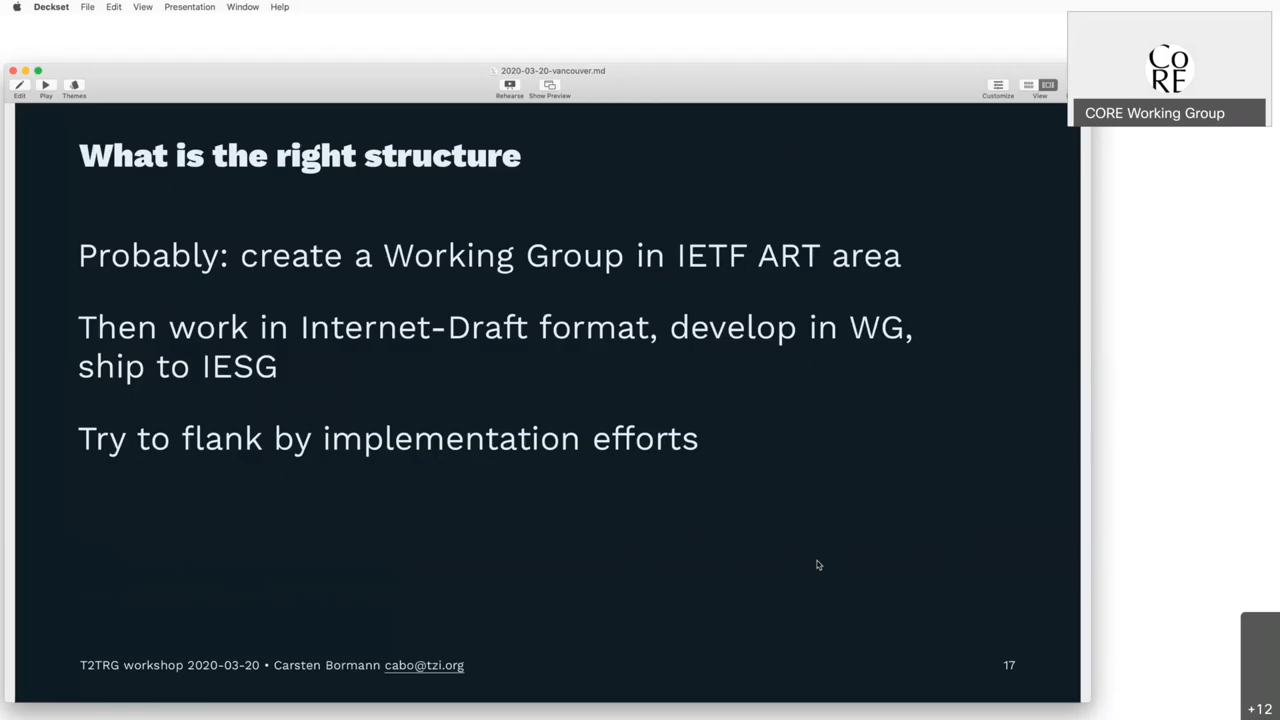 Deckset File Edit View Presentation Window Help
2020-03-20-vancouver.md
Edit Play Themes Rehearse Show Preview Customize View
CORE
CORE Working Group
What is the right structure
Probably: create a Working Group in IETF ART area
Then work in Internet-Draft format, develop in WG,
ship to IESG
Try to flank by implementation efforts
T2TRG workshop 2020-03-20 • Carsten Bormann cabo@tzi.org
17
+12